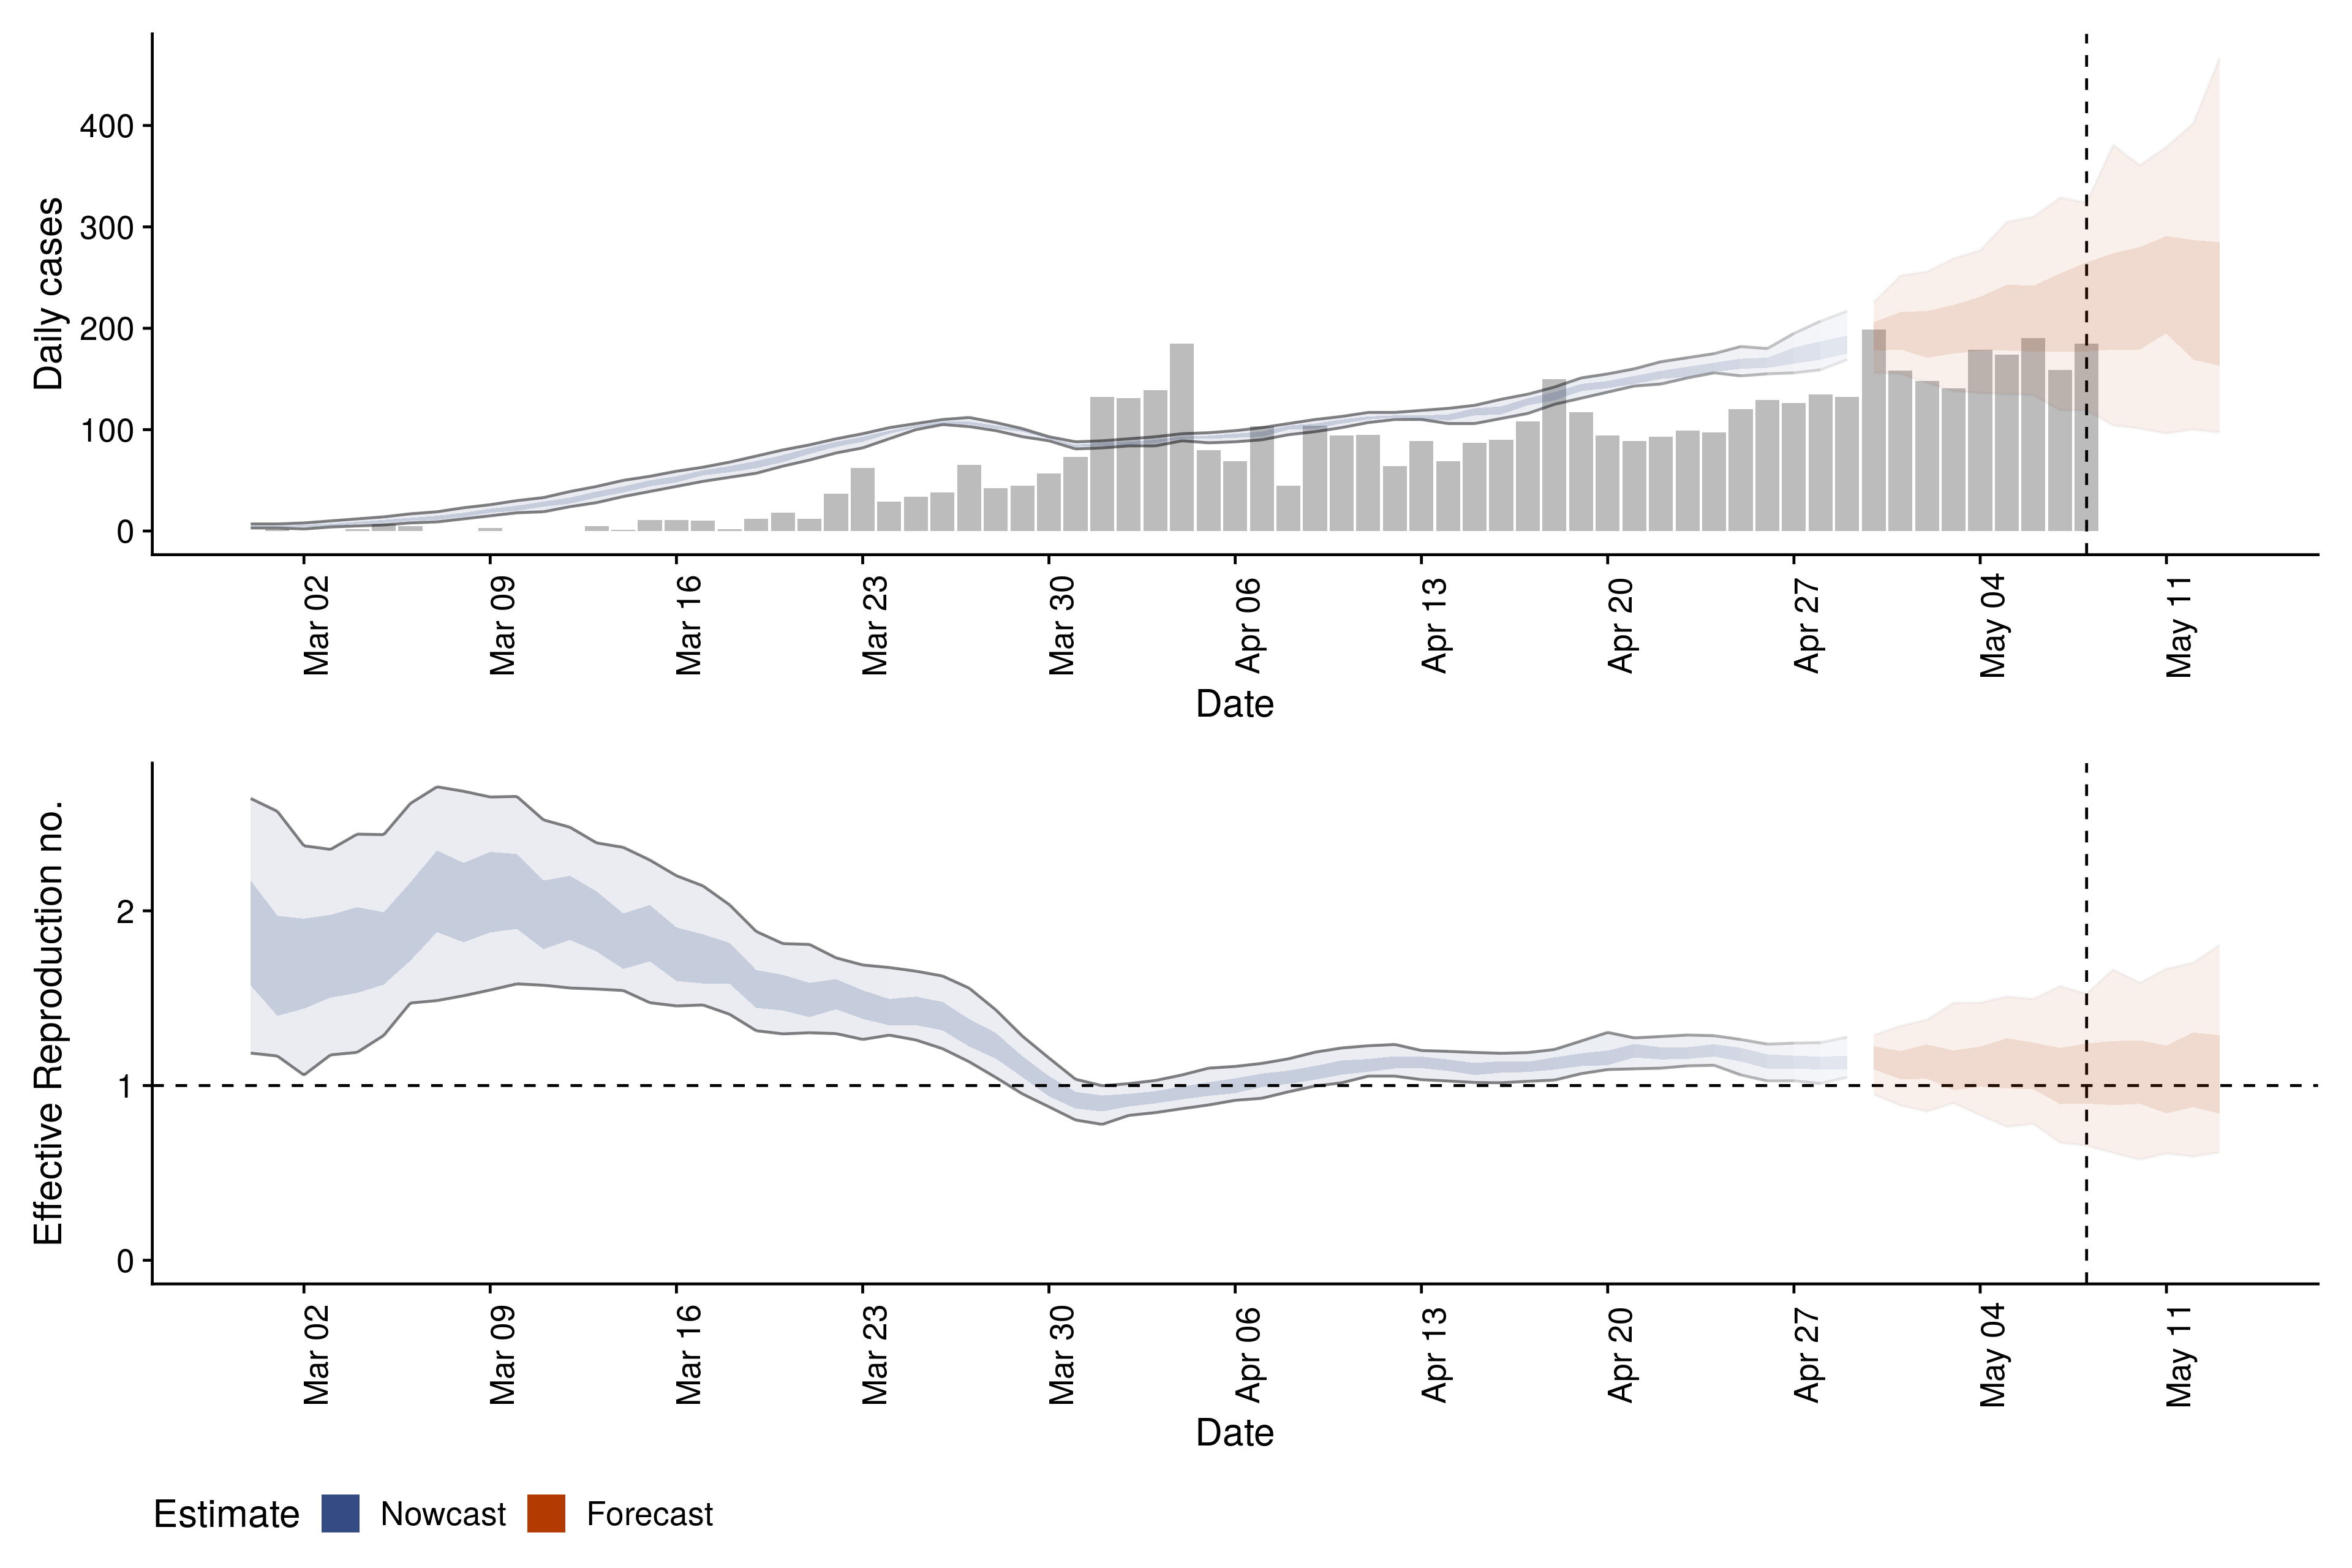 Daily cases
400
300
200
100
0
Mar 02 Mar 09 Mar 16 Mar 23 Mar 30 Apr 06 Apr 13 Apr 20 Apr 27 May 04 May 11
Date
Effective Reproduction no.
2
1
0
Mar 02 Mar 09 Mar 16 Mar 23 Mar 30 Apr 06 Apr 13 Apr 20 Apr 27 May 04 May 11
Date
Estimate Nowcast Forecast